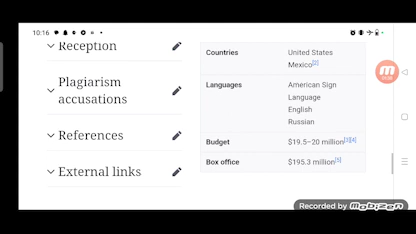 10:16
Reception
Plagiarism
accusations
References
External links
Countries
United States
Mexico[2]
Languages
American Sign
Language
English
Russian
Budget
$19.5–20 million[3][4]
Box office
$195.3 million[5]
Recorded by MOBIZEN